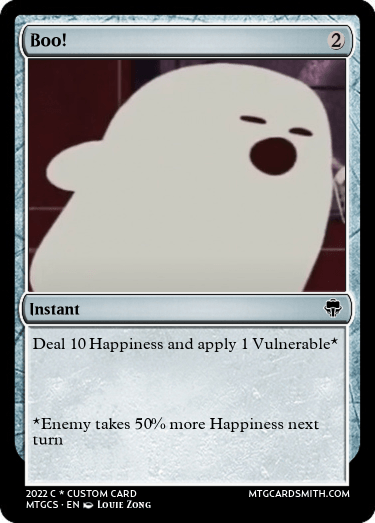 Boo! 2
Instant
Deal 10 Happiness and apply 1 Vulnerable*
*Enemy takes 50% more Happiness next
turn
2022 C * CUSTOM CARD MTGCARDSMITH.COM
MTGCS · EN LOUIE ZONG